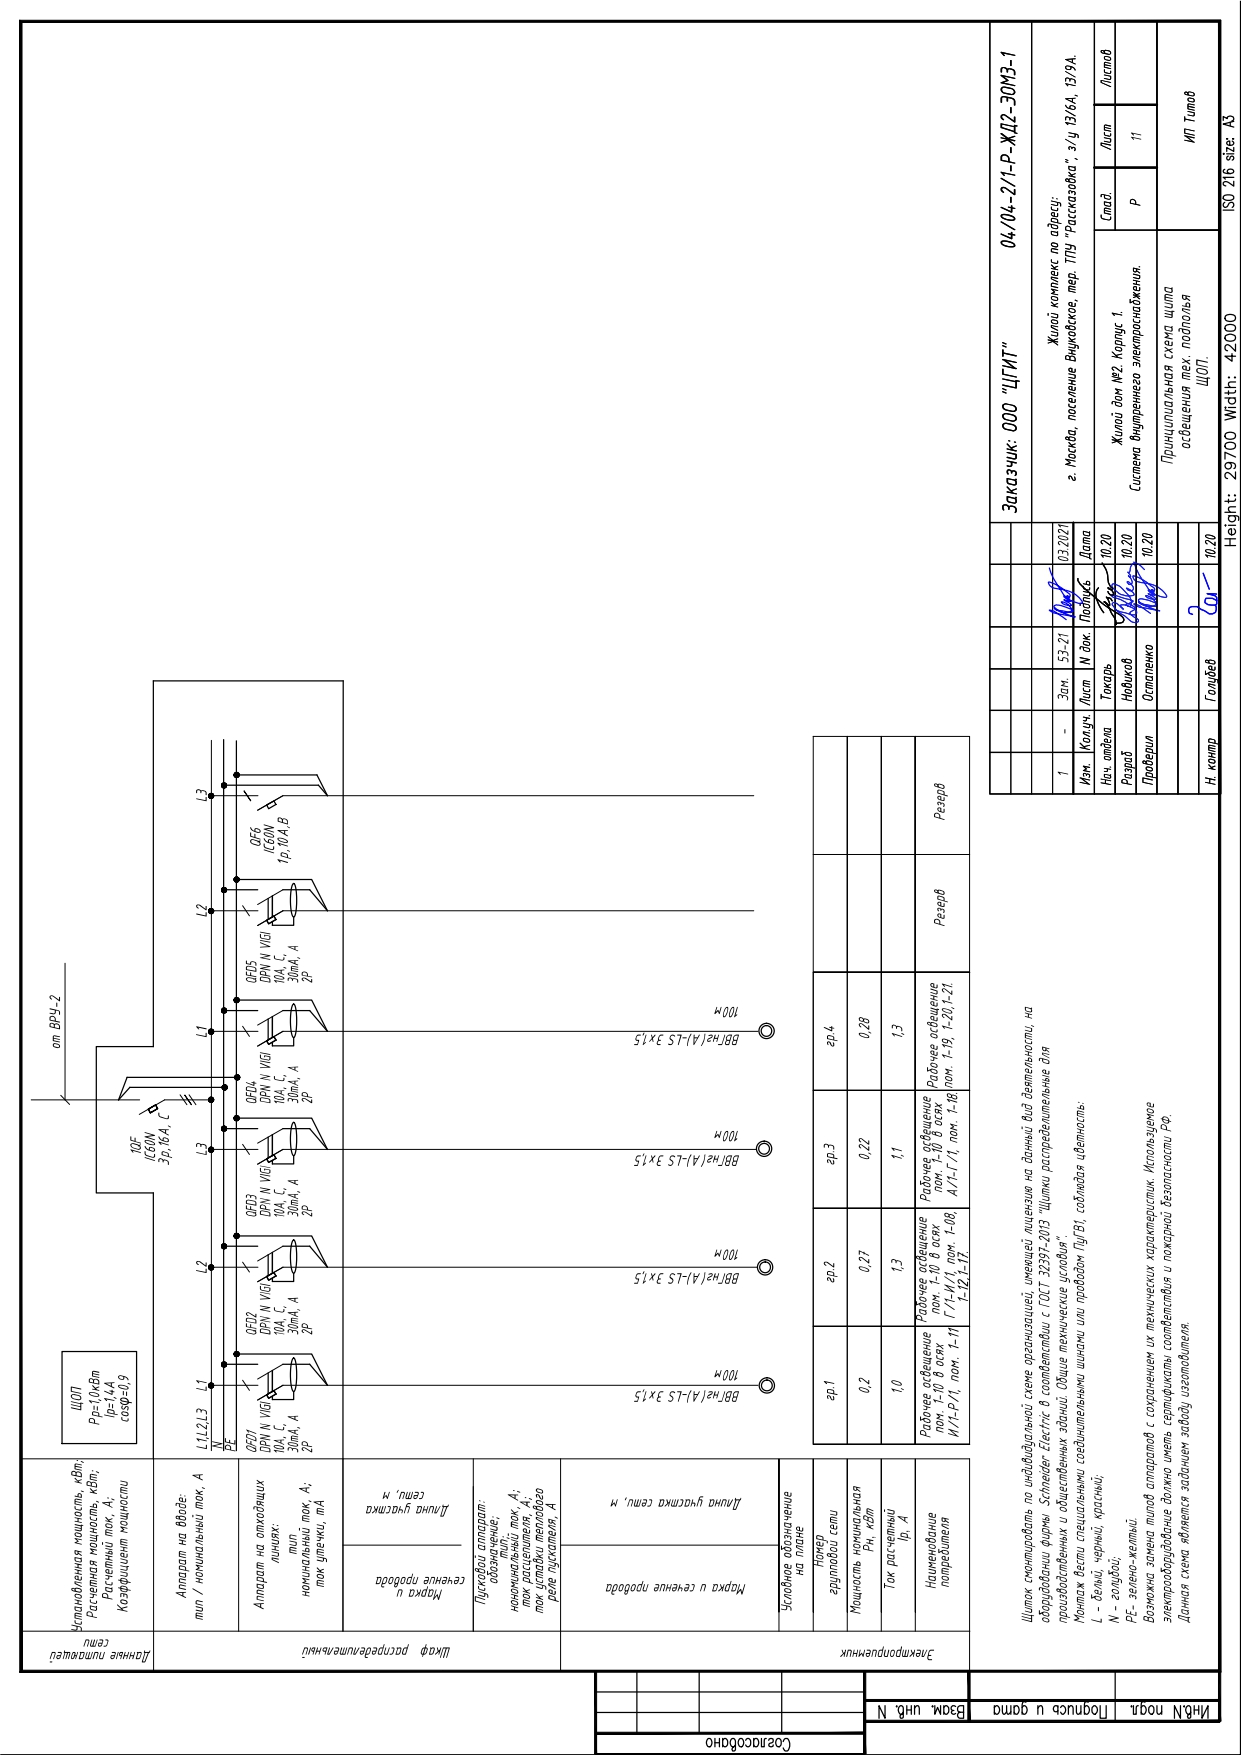 от ВРУ-2
1QF
IC60N
3p,16А, С
ЩОП
Рр=1,0кВт
Ip=1,4А
cosφ=0,9
L1,L2,L3
N
PE
L1
L2
L3
L1
L2
L3
QFD1
DPN N VIGI
10А, С,
30mA, А
2Р
QFD2
DPN N VIGI
10А, С,
30mA, А
2Р
QFD3
DPN N VIGI
10А, С,
30mA, А
2Р
QFD4
DPN N VIGI
10А, С,
30mA, А
2Р
QFD5
DPN N VIGI
10А, С,
30mA, А
2Р
QF6
IC60N
1p,10А,В
ВВГнг(А)-LS 3х1,5
100м
ВВГнг(А)-LS 3х1,5
100м
ВВГнг(А)-LS 3х1,5
100м
ВВГнг(А)-LS 3х1,5
100м
Данные питающей
сети
Установленная мощность, кВт;
Расчетная мощность, кВт;
Расчетный ток, А;
Коэффициент мощности
Шкаф распределительный
Аппарат на вводе:
тип / номинальный ток, А
Аппарат на отходящих
линиях:
тип
номинальный ток, А;
ток утечки, mA
Марка и
сечение провода
Длина участка
сети, м
Пусковой аппарат:
обозначение;
тип;;
нономинальный ток, А;
ток расцепителя, А;
ток уставки теплового
реле пускателя, А
Марка и сечение провода
Длина участка сети, м
Электроприемник
Условное обозначение
на плане
Номер
групповой сети
гр.1
гр.2
гр.3
гр.4
Мощность номинальная
Рн, кВт
0,2
0,27
0,22
0,28
Ток расчетный
Iр, А
1,0
1,3
1,1
1,3
Наименование
потребителя
Рабочее освещение
пом. 1-10 в осях
И/1-Р/1, пом. 1-11
Рабочее освещение
пом. 1-10 в осях
Г/1-И/1, пом. 1-08,
1-12,1-17.
Рабочее освещение
пом. 1-10 в осях
А/1-Г/1, пом. 1-18.
Рабочее освещение
пом. 1-19, 1-20,1-21.
Резерв
Резерв
Щиток смонтировать по индивидуальной схеме организацией, имеющей лицензию на данный вид деятельности, на
оборудовании фирмы Schneider Electric в соответствии с ГОСТ 32397-2013 "Щитки распределительные для
производственных и общественных зданий. Общие технические условия".
Монтаж вести специальными соединительными шинами или проводом ПуГВ1, соблюдая цветность:
L - белый, черный, красный;
N - голубой;
PE- зелено-желтый.
Возможна замена типов аппаратов с сохранением их технических характеристик. Используемое
электрооборудование должно иметь сертификаты соответствия и пожарной безопасности РФ.
Данная схема является заданием заводу изготовителя.
Заказчик: ООО "ЦГИТ" 04/04-2/1-Р-ЖД2-ЭОМ3-1
Жилой комплекс по адресу:
г. Москва, поселение Внуковское, тер. ТПУ "Рассказовка", з/у 13/6А, 13/9А.
1 - Зам. 53-21 03.2021
Изм. Кол.уч. Лист N док. Подпись Дата
Нач. отдела Токарь 10.20
Разраб Новиков 10.20
Проверил Остапенко 10.20
Н. контр Голубев 10.20
Жилой дом №2. Корпус 1.
Система внутреннего электроснабжения.
Стад. Лист Листов
Р 11
Принципиальная схема щита
освещения тех. подполья
ЩОП.
ИП Титов
Height: 29700 Width: 42000 ISO 216 size: A3
Согласовано
Взам. инв. N
Подпись и дата
Инв.N подл.